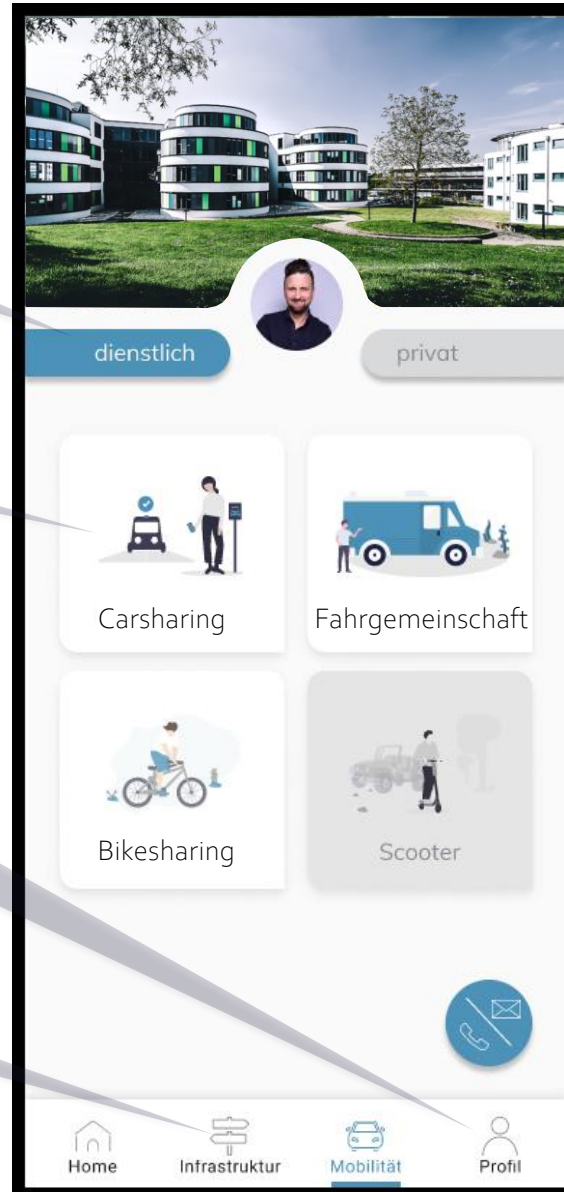 dienstlich
privat
Carsharing
Fahrgemeinschaft
Bikesharing
Scooter
Home
Infrastruktur
Mobilität
Profil